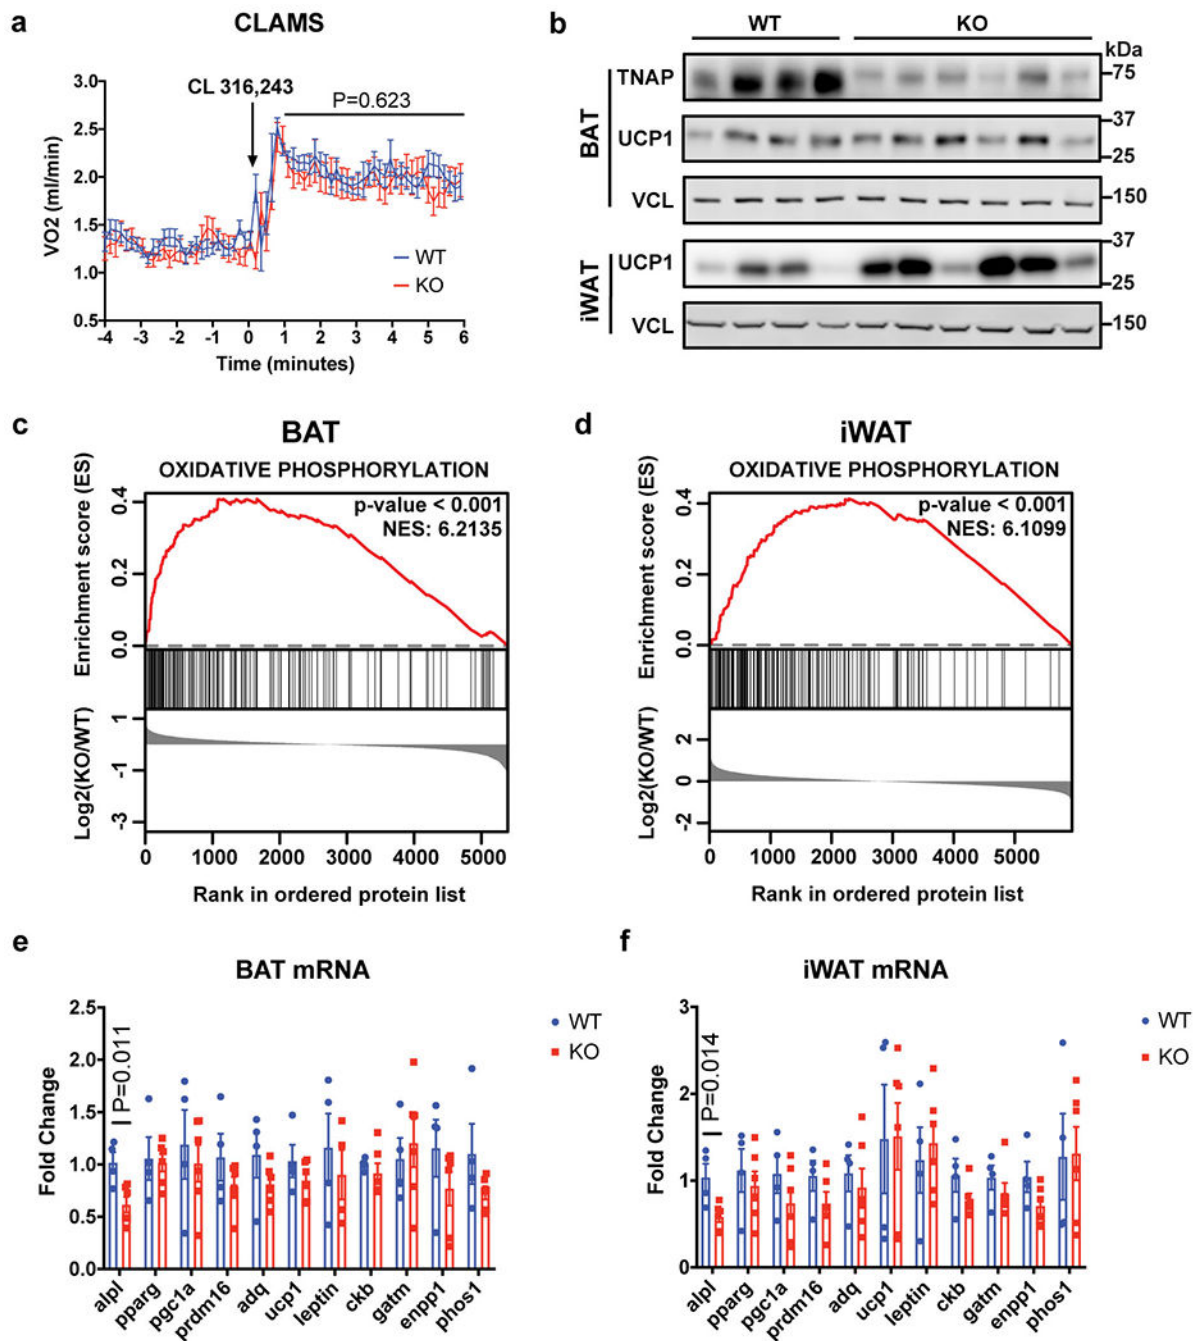 a
CLAMS
CL 316,243
P=0.623
VO2 (ml/min)
3.0
2.5
2.0
1.5
1.0
0.5
WT
KO
-4 -3 -2 -1 0 1 2 3 4 5 6
Time (minutes)
b
WT KO
kDa
BAT
TNAP
75
UCP1
37
25
VCL
150
iWAT
UCP1
37
25
VCL
150
c
BAT
OXIDATIVE PHOSPHORYLATION
p-value < 0.001
NES: 6.2135
Enrichment score (ES)
0.4
0.2
0.0
Log2(KO/WT)
1
-1
-3
0 1000 2000 3000 4000 5000
Rank in ordered protein list
d
iWAT
OXIDATIVE PHOSPHORYLATION
p-value < 0.001
NES: 6.1099
Enrichment score (ES)
0.4
0.2
0.0
Log2(KO/WT)
2
0
-2
0 1000 2000 3000 4000 5000
Rank in ordered protein list
e
BAT mRNA
Fold Change
2.5
2.0
1.5
1.0
0.5
0.0
P=0.011
WT
KO
alpl pparg pgc1a prdm16 adq ucp1 leptin ckb gatm enpp1 phos1
f
iWAT mRNA
Fold Change
3
2
1
0
P=0.014
WT
KO
alpl pparg pgc1a prdm16 adq ucp1 leptin ckb gatm enpp1 phos1